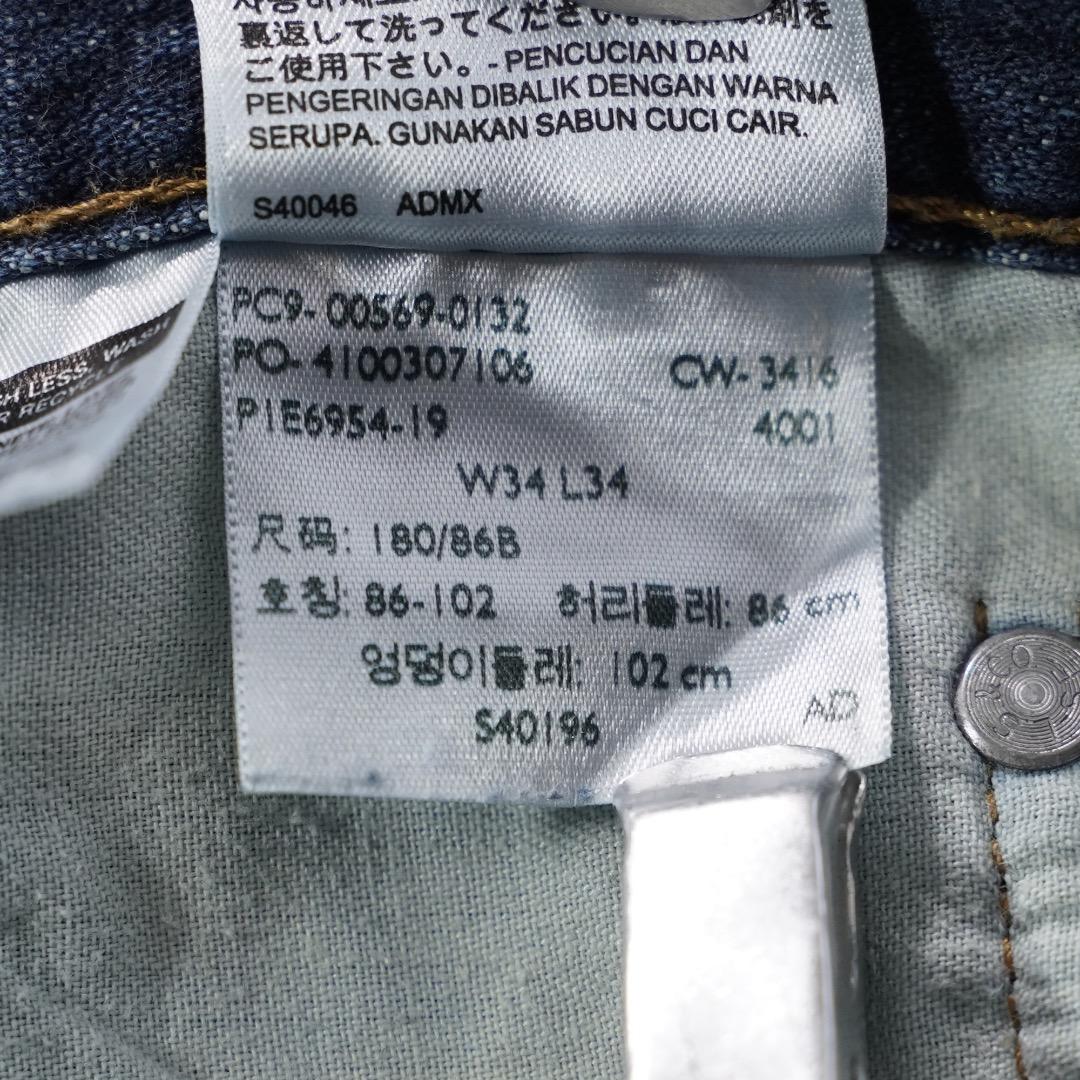 裏返して洗ってください
ご使用下さい。- PENCUCIAN DAN
PENGERINGAN DIBALIK DENGAN WARNA
SERUPA. GUNAKAN SABUN CUCI CAIR.
S40046 ADMX
WASH
LESS.
R RECYC
PC9-00569-0132
PO-4100307106 CW-3416
P1E6954-19 4001
W34 L34
尺码: 180/86B
호칭: 86-102 허리둘레: 86 cm
엉덩이둘레: 102 cm
S40196
AD